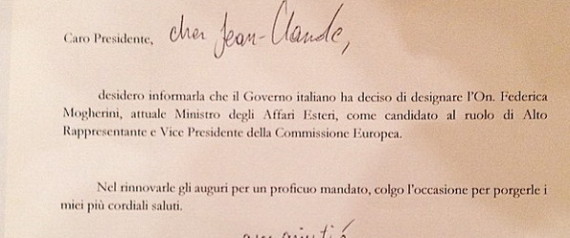 Caro Presidente, cher Jean-Claude,
desidero informarla che il Governo italiano ha deciso di designare l'On. Federica
Mogherini, attuale Ministro degli Affari Esteri, come candidato al ruolo di Alto
Rappresentante e Vice Presidente della Commissione Europea.
Nel rinnovarle gli auguri per un proficuo mandato, colgo l'occasione per porgerle i
miei più cordiali saluti.